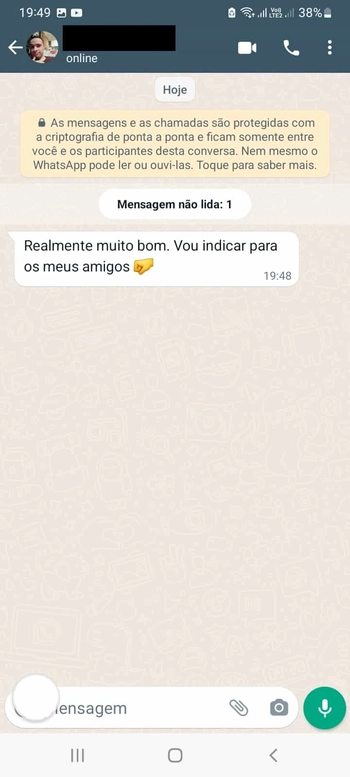 19:49 Vo) LTE2 38%
online
Hoje
As mensagens e as chamadas são protegidas com
a criptografia de ponta a ponta e ficam somente entre
você e os participantes desta conversa. Nem mesmo o
WhatsApp pode ler ou ouvi-las. Toque para saber mais.
Mensagem não lida: 1
Realmente muito bom. Vou indicar para
os meus amigos 🤛
19:48
ensagem